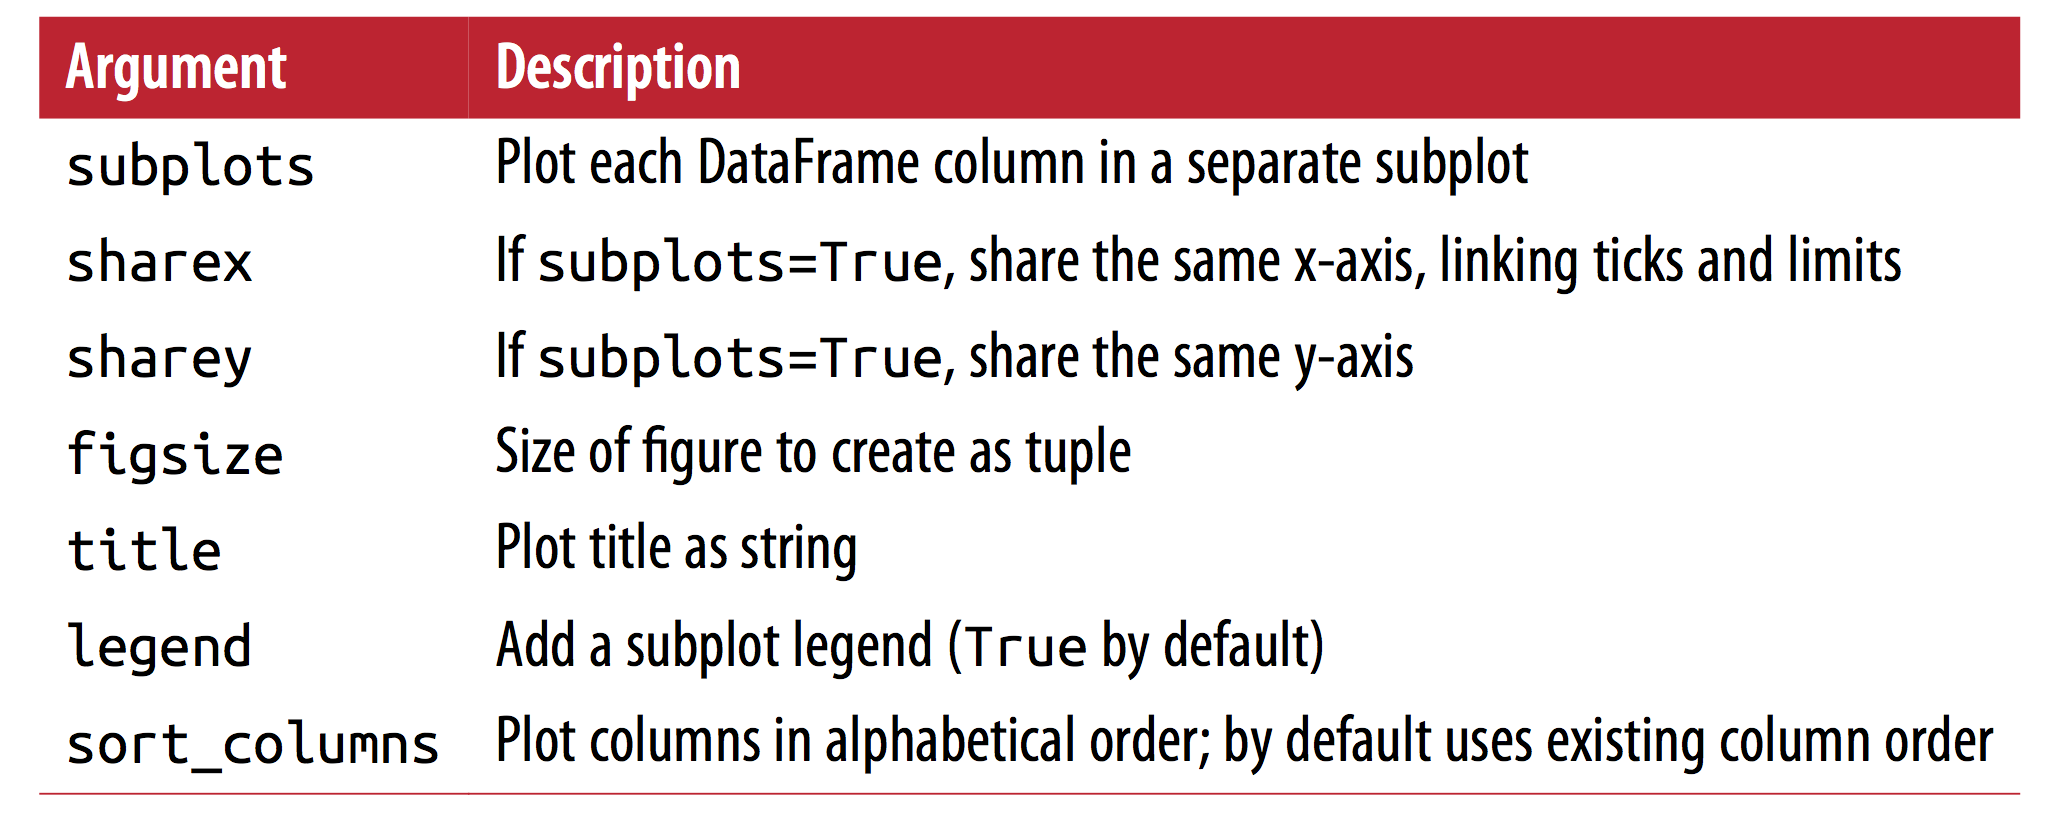 Argument Description
subplots Plot each DataFrame column in a separate subplot
sharex If subplots=True, share the same x-axis, linking ticks and limits
sharey If subplots=True, share the same y-axis
figsize Size of figure to create as tuple
title Plot title as string
legend Add a subplot legend (True by default)
sort_columns Plot columns in alphabetical order; by default uses existing column order